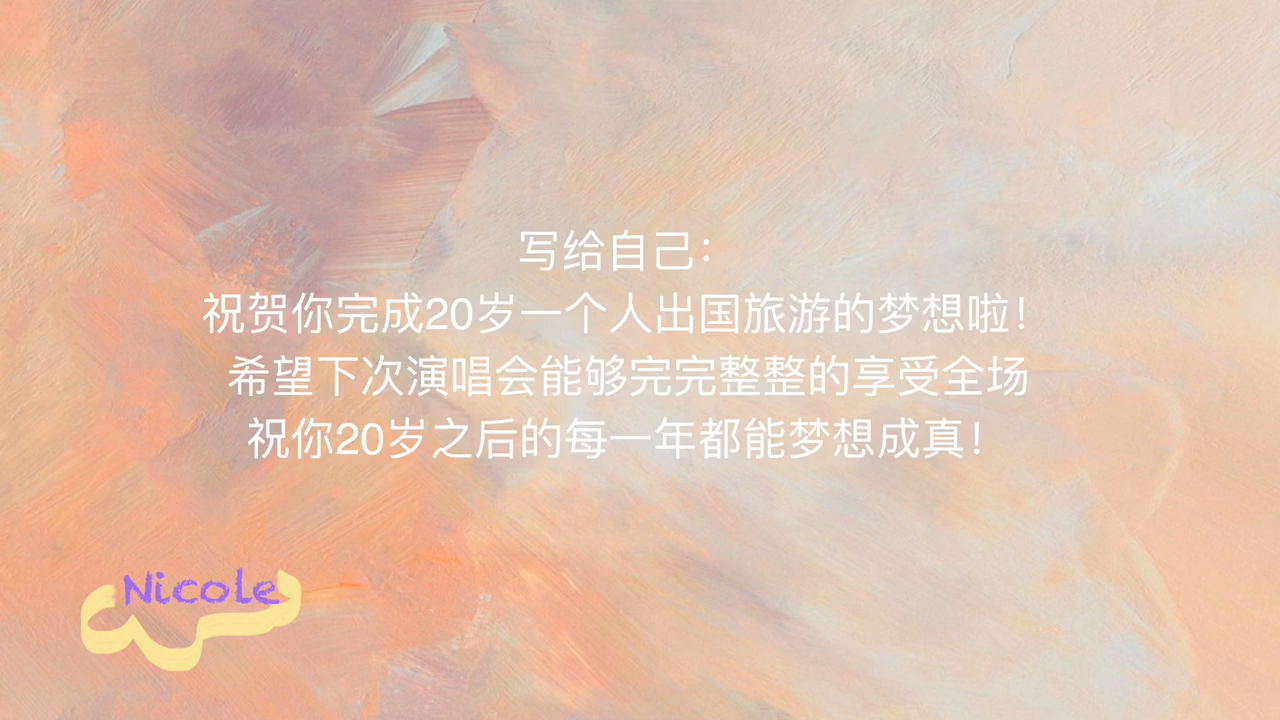 写给自己：
祝贺你完成20岁一个人出国旅游的梦想啦！
希望下次演唱会能够完完整整的享受全场
祝你20岁之后的每一年都能梦想成真！
Nicole